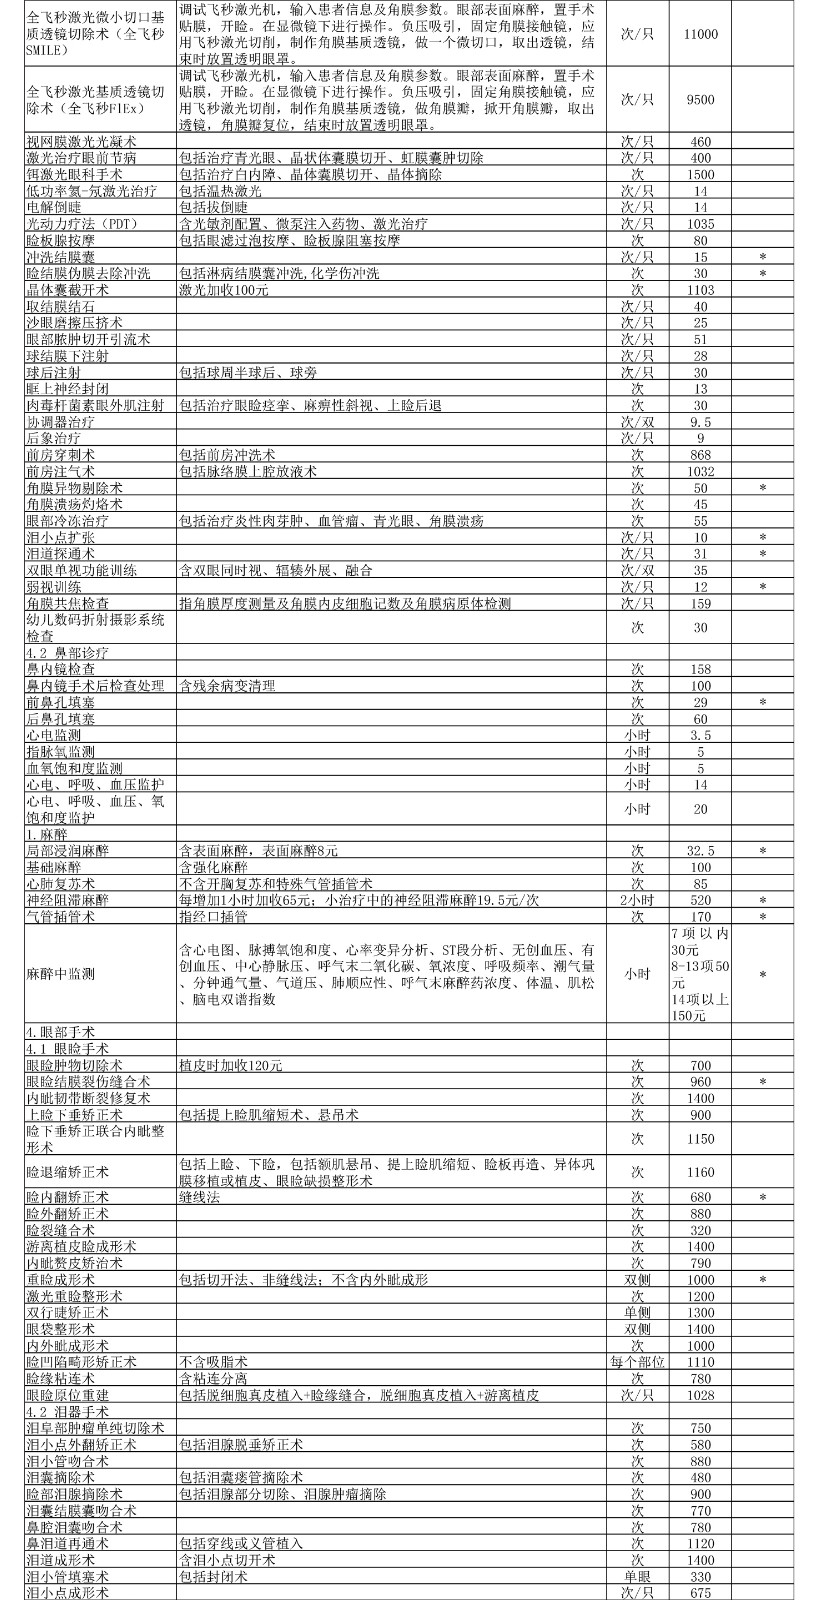 全飞秒激光微小切口基质透镜切除术（全飞秒SMILE） 调试飞秒激光机，输入患者信息及角膜参数。眼部表面麻醉，置手术贴膜，开睑。在显微镜下进行操作。负压吸引，固定角膜接触镜，应用飞秒激光切削，制作角膜基质透镜，做一个微切口，取出透镜，结束时放置透明眼罩。 次/只 11000
全飞秒激光基质透镜切除术（全飞秒FlEx） 调试飞秒激光机，输入患者信息及角膜参数。眼部表面麻醉，置手术贴膜，开睑。在显微镜下进行操作。负压吸引，固定角膜接触镜，应用飞秒激光切削，制作角膜基质透镜，做角膜瓣，掀开角膜瓣，取出透镜，角膜瓣复位，结束时放置透明眼罩。 次/只 9500
视网膜激光光凝术 次/只 460
激光治疗眼前节病 包括治疗青光眼、晶状体囊膜切开、虹膜囊肿切除 次/只 400
铒激光眼科手术 包括治疗白内障、晶体囊膜切开、晶体摘除 次 1500
低功率氦-氖激光治疗 包括温热激光 次/只 14
电解倒睫 包括拔倒睫 次/只 14
光动力疗法（PDT） 含光敏剂配置、微泵注入药物、激光治疗 次/只 1035
睑板腺按摩 包括眼滤过泡按摩、睑板腺阻塞按摩 次 80
冲洗结膜囊 次/只 15 *
睑结膜伪膜去除冲洗 包括淋病结膜囊冲洗,化学伤冲洗 次 30 *
晶体囊截开术 激光加收100元 次 1103
取结膜结石 次/只 40
沙眼磨擦压挤术 次/只 25
眼部脓肿切开引流术 次/只 51
球结膜下注射 次/只 28
球后注射 包括球周半球后、球旁 次/只 30
眶上神经封闭 次 13
肉毒杆菌素眼外肌注射 包括治疗眼睑痉挛、麻痹性斜视、上睑后退 次 30
协调器治疗 次/双 9.5
后象治疗 次/只 9
前房穿刺术 包括前房冲洗术 次 868
前房注气术 包括脉络膜上腔放液术 次 1032
角膜异物剔除术 次 50 *
角膜溃疡灼烙术 次 45
眼部冷冻治疗 包括治疗炎性肉芽肿、血管瘤、青光眼、角膜溃疡 次 55
泪小点扩张 次/只 10 *
泪道探通术 次/只 31 *
双眼单视功能训练 含双眼同时视、辐辏外展、融合 次/双 35
弱视训练 次/只 12 *
角膜共焦检查 指角膜厚度测量及角膜内皮细胞记数及角膜病原体检测 次/只 159
幼儿数码折射摄影系统检查 次 30
4.2 鼻部诊疗
鼻内镜检查 次 158
鼻内镜手术后检查处理 含残余病变清理 次 100
前鼻孔填塞 次 29 *
后鼻孔填塞 次 60
心电监测 小时 3.5
指脉氧监测 小时 5
血氧饱和度监测 小时 5
心电、呼吸、血压监护 小时 14
心电、呼吸、血压、氧饱和度监护 小时 20
1.麻醉
局部浸润麻醉 含表面麻醉，表面麻醉8元 次 32.5 *
基础麻醉 含强化麻醉 次 100
心肺复苏术 不含开胸复苏和特殊气管插管术 次 85
神经阻滞麻醉 每增加1小时加收65元；小治疗中的神经阻滞麻醉19.5元/次 2小时 520 *
气管插管术 指经口插管 次 170 *
麻醉中监测 含心电图、脉搏氧饱和度、心率变异分析、ST段分析、无创血压、有创血压、中心静脉压、呼气末二氧化碳、氧浓度、呼吸频率、潮气量、分钟通气量、气道压、肺顺应性、呼气末麻醉药浓度、体温、肌松、脑电双谱指数 小时 7项以内30元 8-13项50元 14项以上150元 *
4.眼部手术
4.1 眼睑手术
眼睑肿物切除术 植皮时加收120元 次 700
眼睑结膜裂伤缝合术 次 960 *
内眦韧带断裂修复术 次 1400
上睑下垂矫正术 包括提上睑肌缩短术、悬吊术 次 900
睑下垂矫正联合内眦整形术 次 1150
睑退缩矫正术 包括上睑、下睑，包括额肌悬吊、提上睑肌缩短、睑板再造、异体巩膜移植或植皮、眼睑缺损整形术 次 1160
睑内翻矫正术 缝线法 次 680 *
睑外翻矫正术 次 880
睑裂缝合术 次 320
游离植皮睑成形术 次 1400
内眦赘皮矫治术 次 790
重睑成形术 包括切开法、非缝线法；不含内外眦成形 双侧 1000 *
激光重睑整形术 次 1200
双行睫矫正术 单侧 1300
眼袋整形术 双侧 1400
内外眦成形术 次 1000
睑凹陷畸形矫正术 不含吸脂术 每个部位 1110
睑缘粘连术 含粘连分离 次 780
眼睑原位重建 包括脱细胞真皮植入+睑缘缝合，脱细胞真皮植入+游离植皮 次/只 1028
4.2 泪器手术
泪阜部肿瘤单纯切除术 次 750
泪小点外翻矫正术 包括泪腺脱垂矫正术 次 580
泪小管吻合术 次 880
泪囊摘除术 包括泪囊瘘管摘除术 次 480
睑部泪腺摘除术 包括泪腺部分切除、泪腺肿瘤摘除 次 900
泪囊结膜囊吻合术 次 770
鼻腔泪囊吻合术 次 780
鼻泪道再通术 包括穿线或义管植入 次 1120
泪道成形术 含泪小点切开术 次 1400
泪小管填塞术 包括封闭术 单眼 330
泪小点成形术 次/只 675